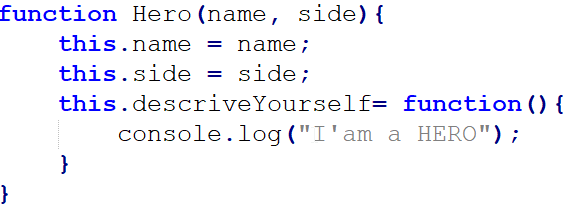 function Hero(name, side){
    this.name = name;
    this.side = side;
    this.descriveYourself= function(){
        console.log("I'am a HERO");
    }
}